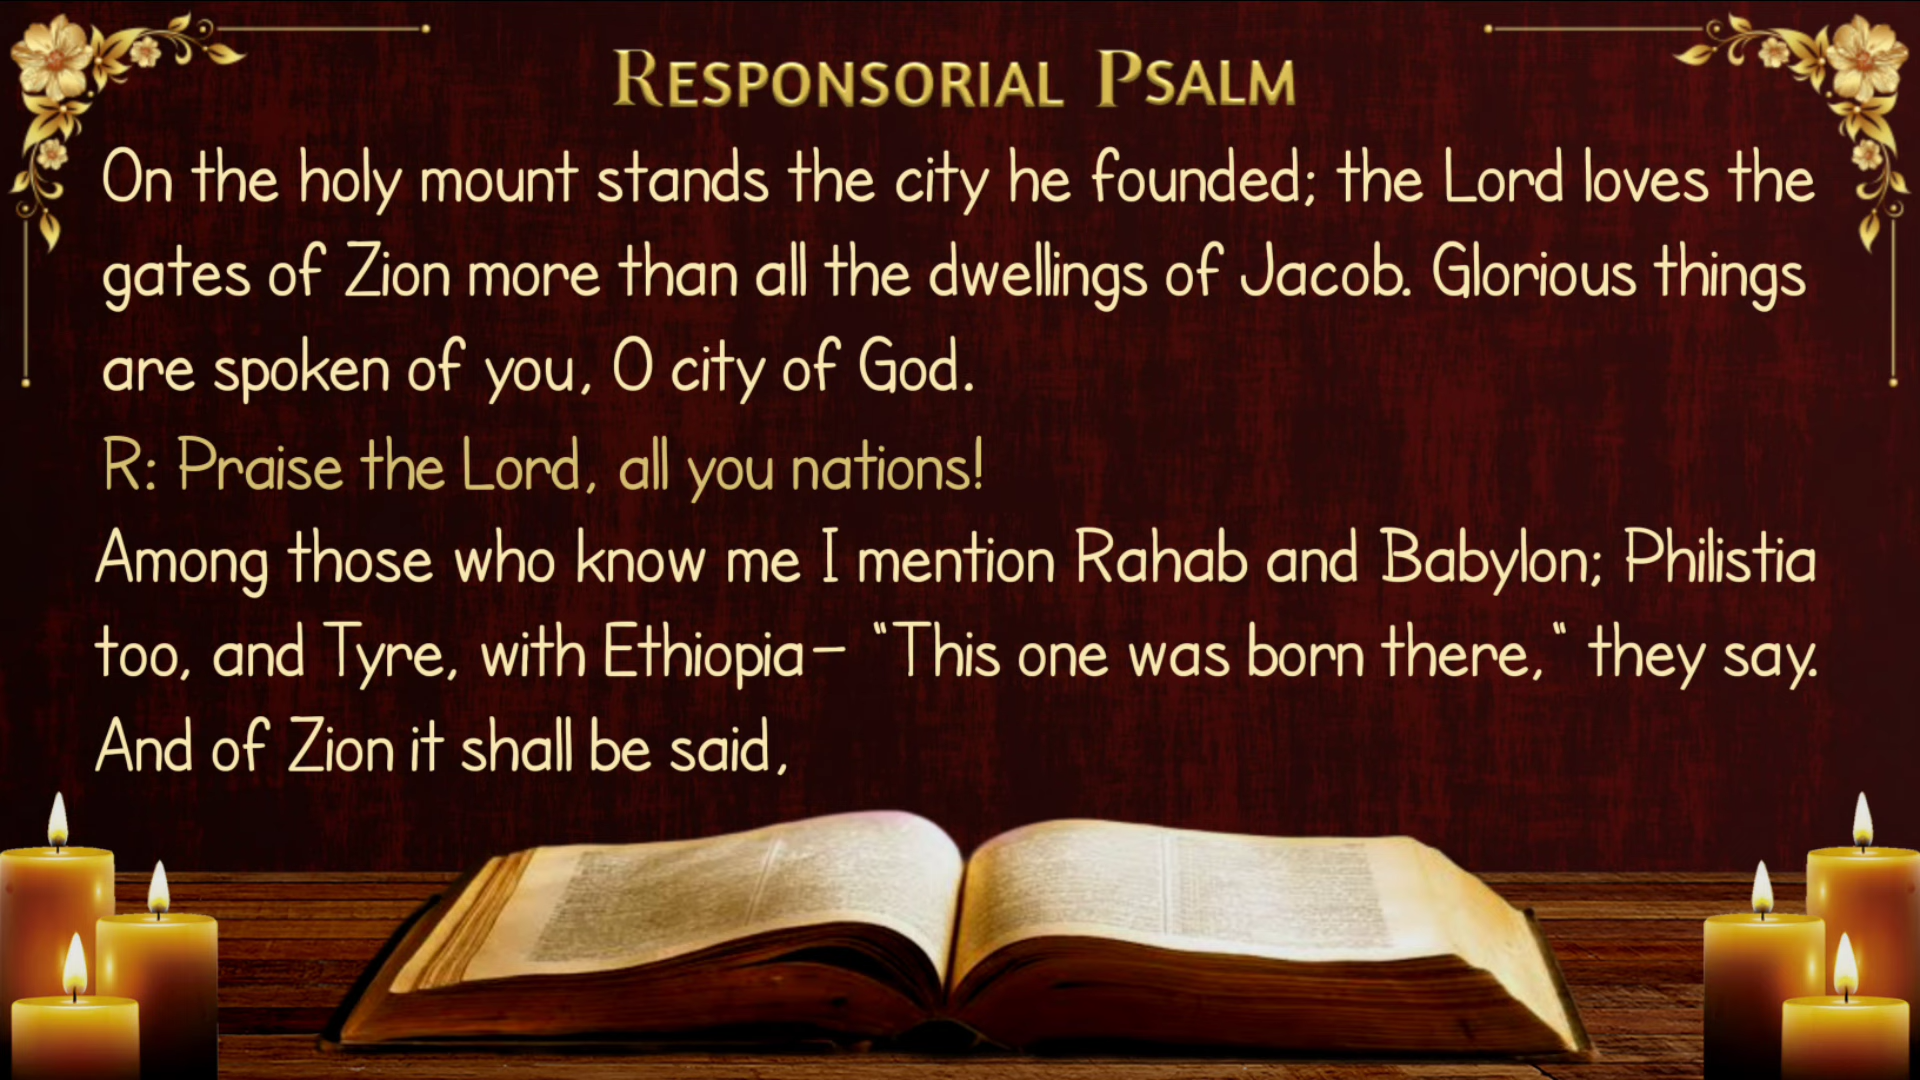 RESPONSORIAL PSALM
On the holy mount stands the city he founded; the Lord loves the
gates of Zion more than all the dwellings of Jacob. Glorious things
are spoken of you, O city of God.
R: Praise the Lord, all you nations!
Among those who know me I mention Rahab and Babylon; Philistia
too, and Tyre, with Ethiopia– "This one was born there," they say.
And of Zion it shall be said,